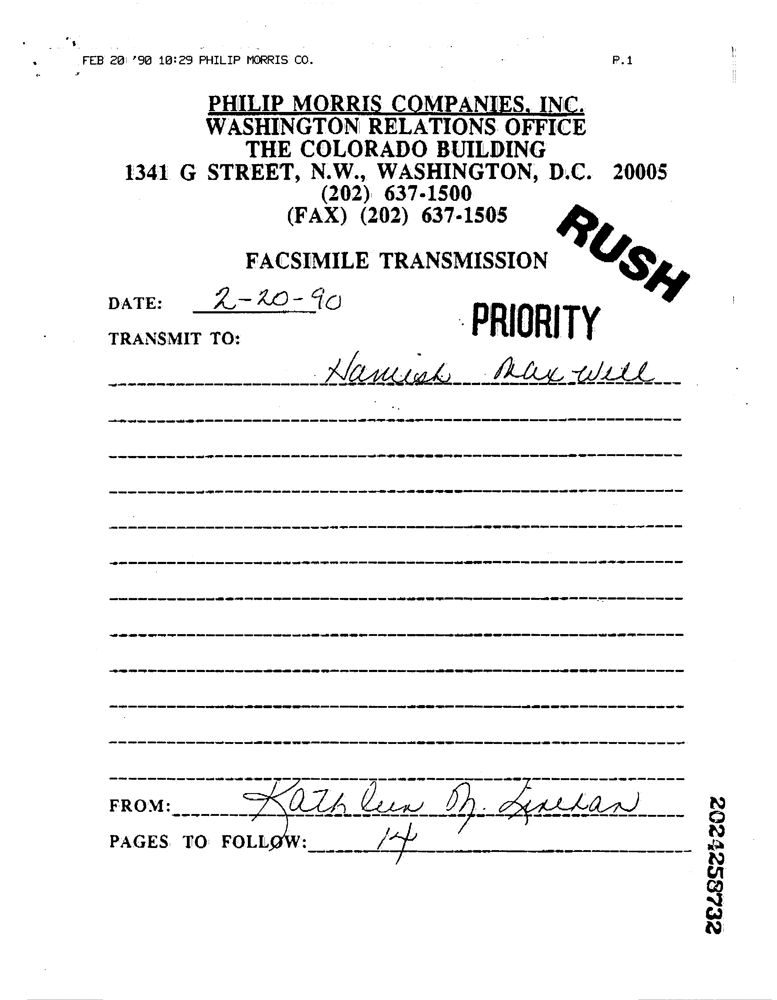 FEB 20 '90 10:29 PHILIP MORRIS CO. P.1
PHILIP MORRIS COMPANIES, INC.
WASHINGTON RELATIONS OFFICE
THE COLORADO BUILDING
1341 G STREET, N.W., WASHINGTON, D.C. 20005
(202) 637-1500
(FAX) (202) 637-1505
RUSH
FACSIMILE TRANSMISSION
DATE: 2-20-90
PRIORITY
TRANSMIT TO:
Hamish Maxwell
FROM: Kathleen M. Linehan
PAGES TO FOLLOW: 14
2024258732